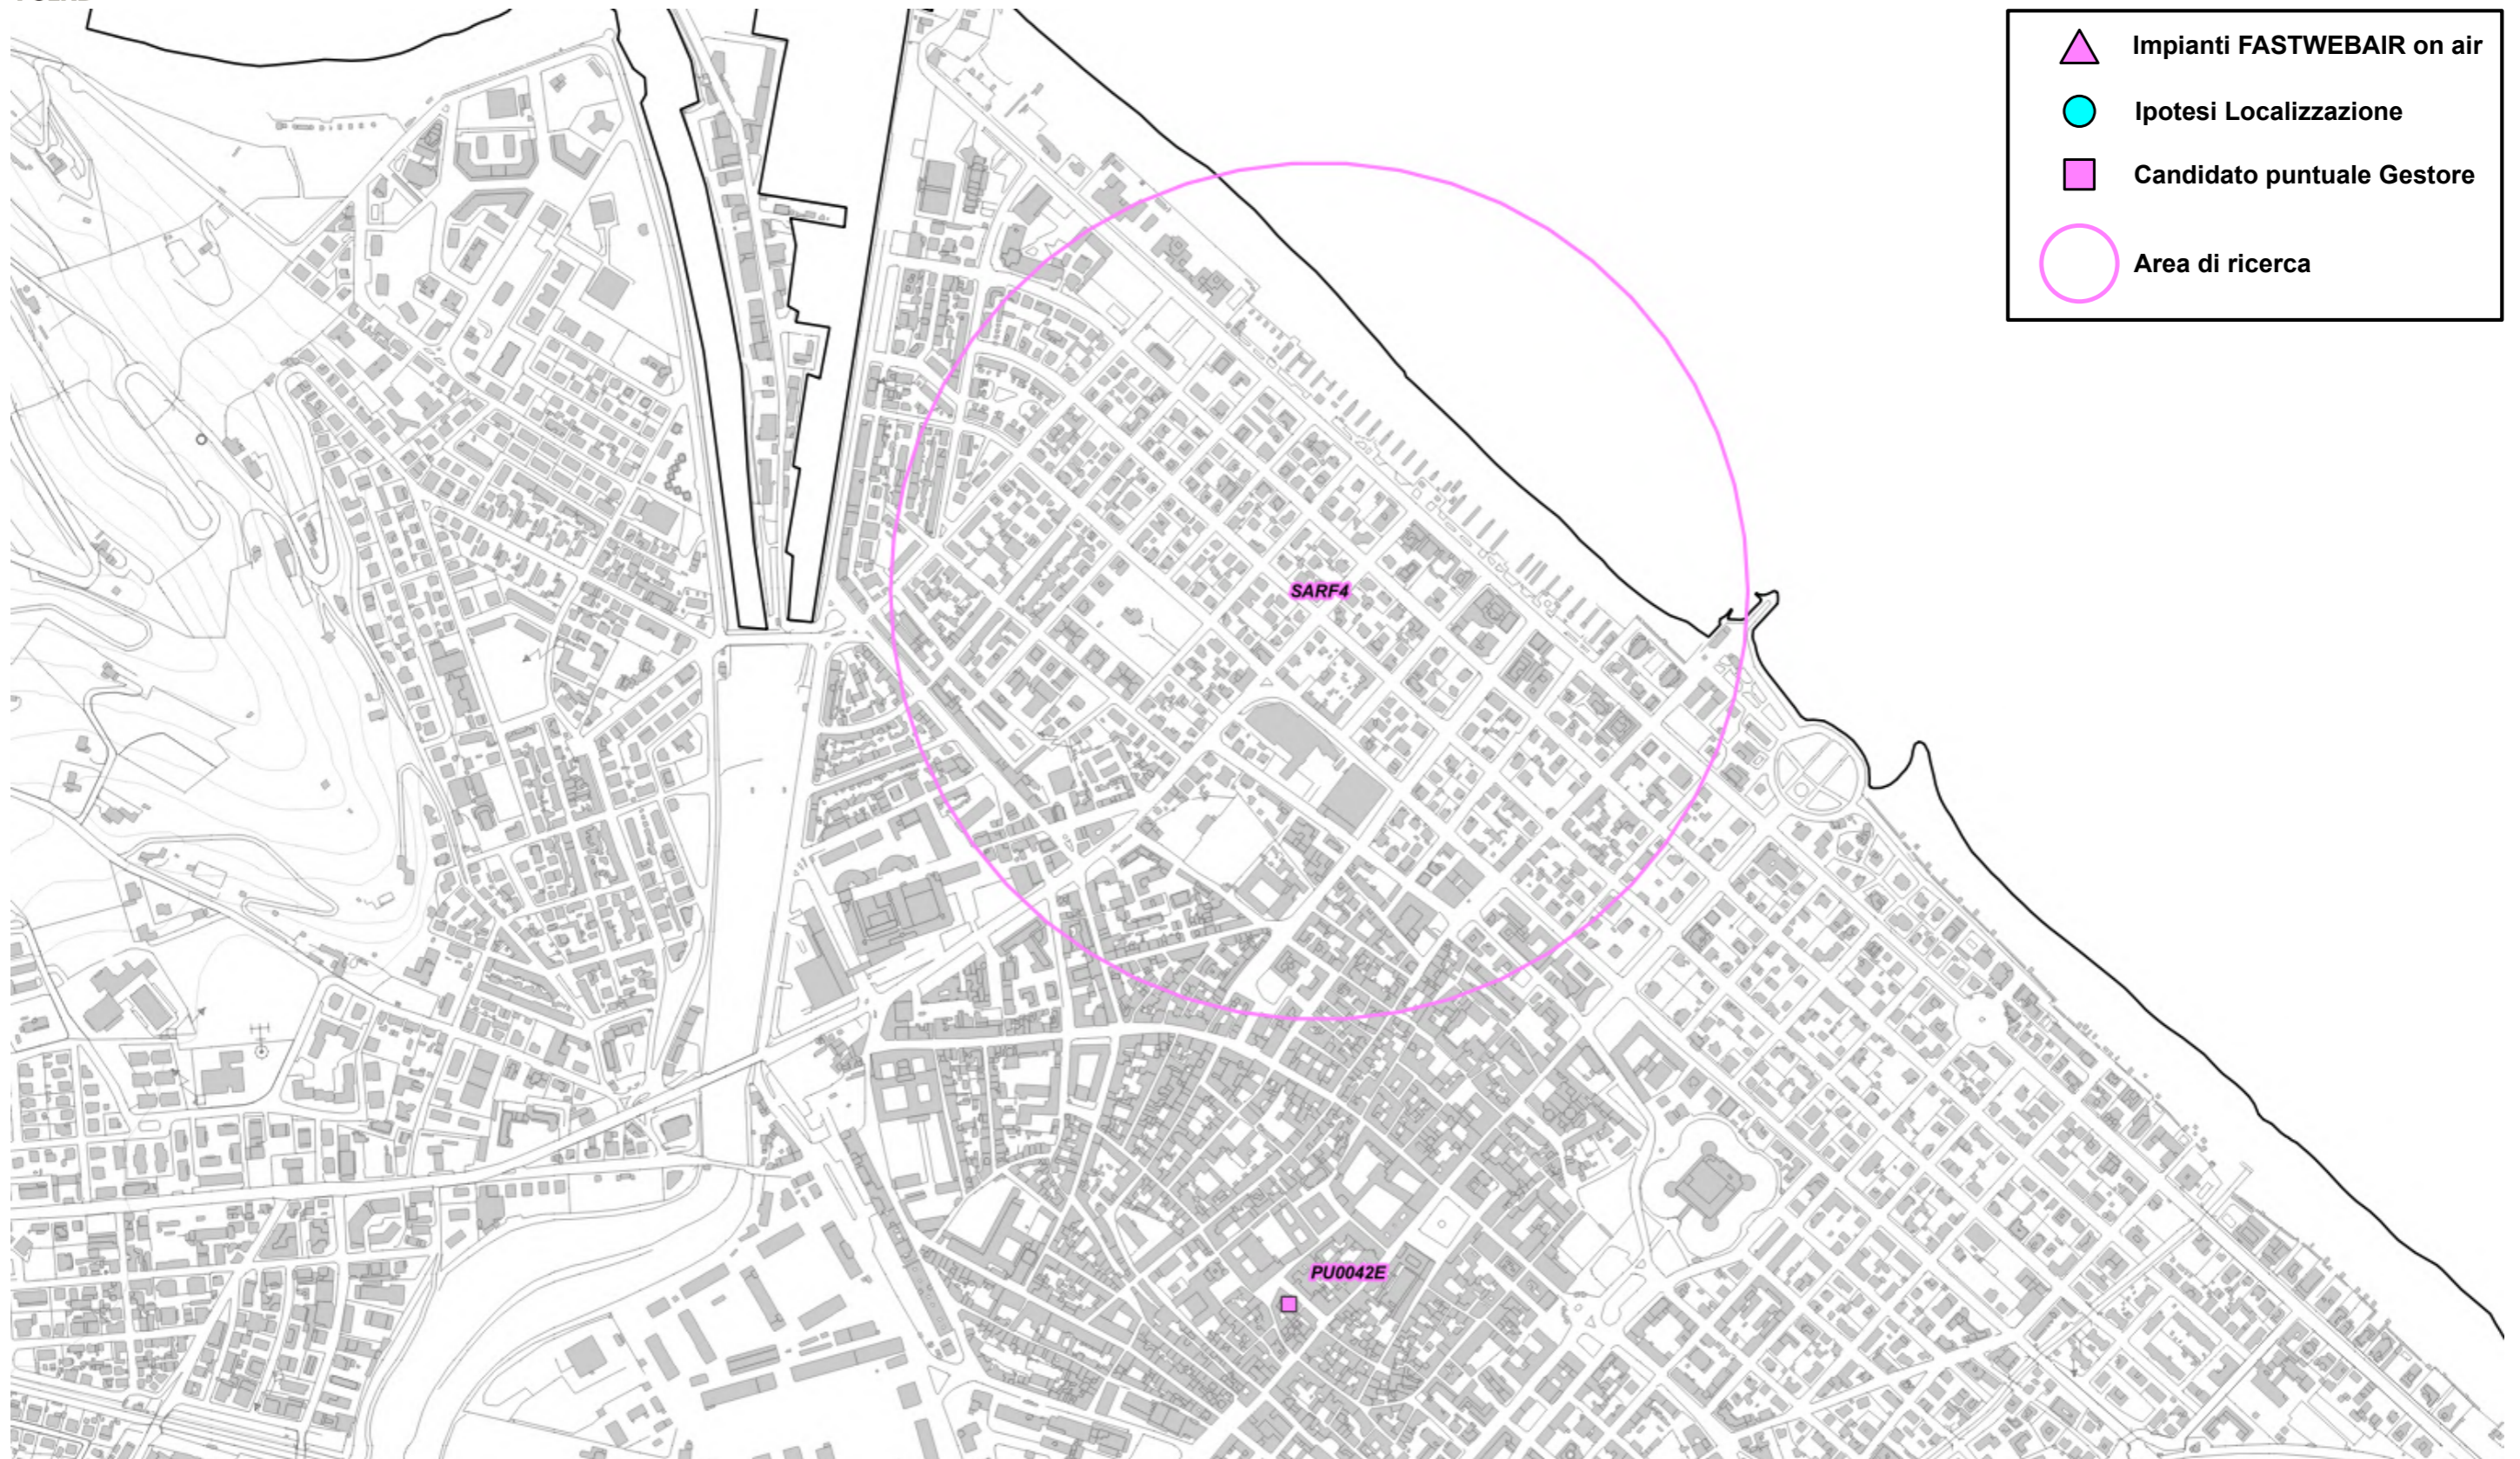 Impianti FASTWEBAIR on air
Ipotesi Localizzazione
Candidato puntuale Gestore
Area di ricerca
SARF4
PU0042E